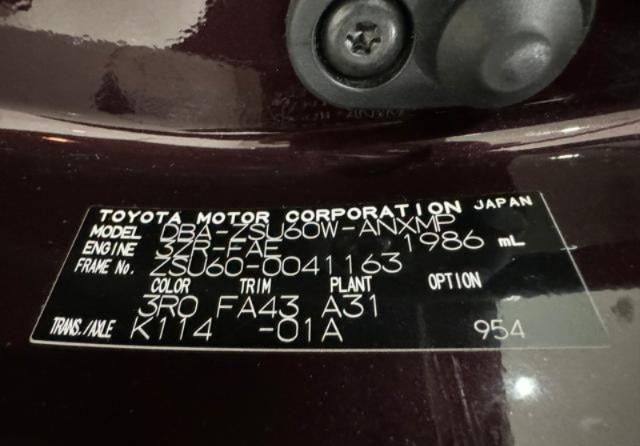 TOYOTA MOTOR CORPORATION JAPAN
MODEL DBA-ZSU60W-ANXMP
ENGINE 3ZR-FAE 1986 mL
FRAME No. ZSU60-0041163
COLOR TRIM PLANT OPTION
3R0 FA43 A31
TRANS./AXLE K114 -01A 954